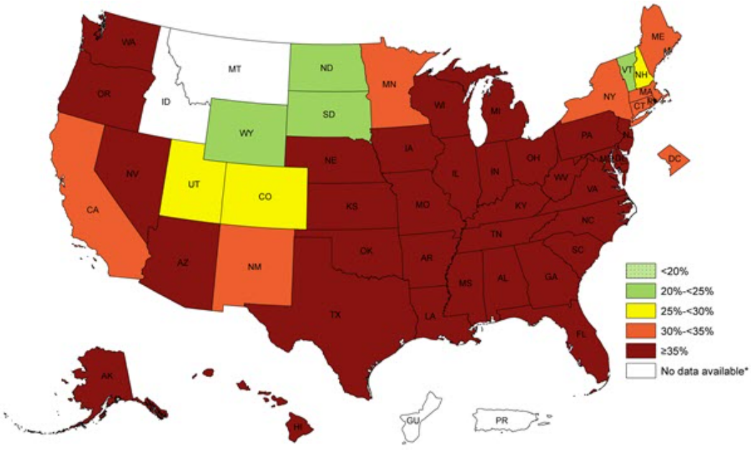 WA
OR
CA
NV
ID
MT
WY
UT
CO
AZ
NM
ND
SD
NE
KS
OK
TX
MN
IA
MO
AR
LA
WI
IL
MS
MI
IN
OH
KY
TN
AL
GA
FL
SC
NC
VA
WV
PA
NY
VT
NH
ME
MA
CT
DC
AK
HI
GU
PR
<20%
20%-<25%
25%-<30%
30%-<35%
≥35%
No data available*